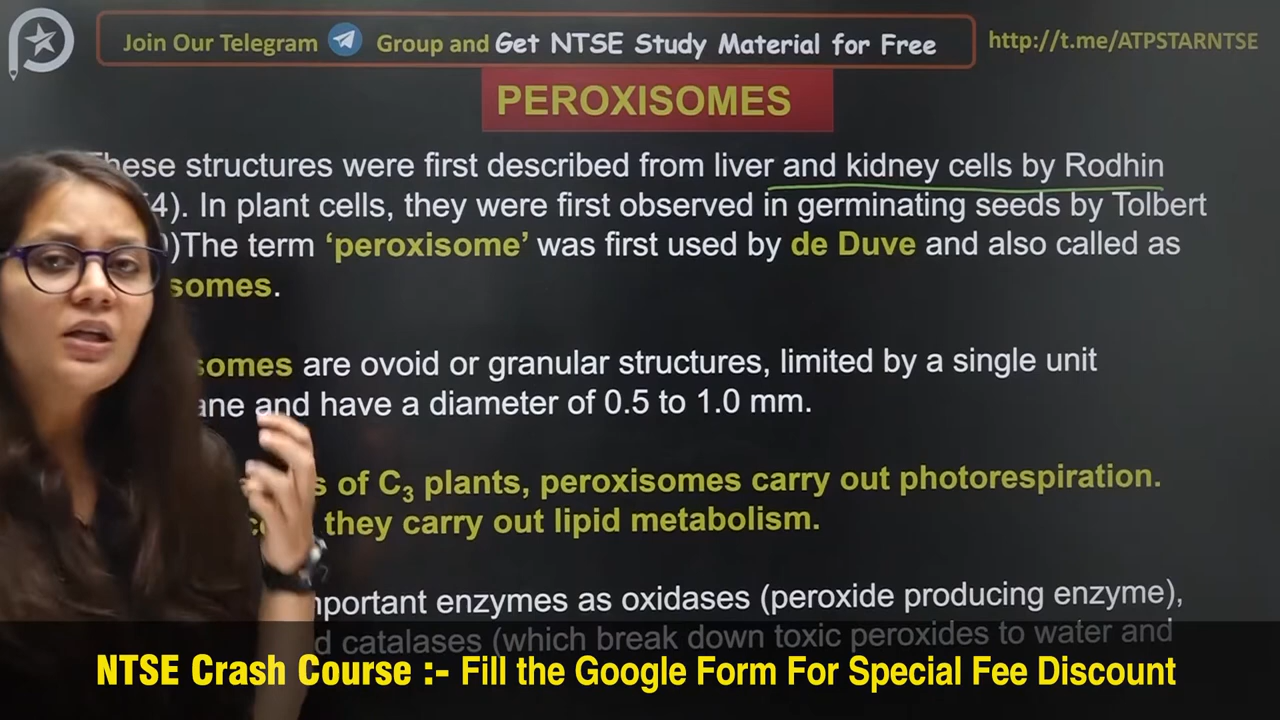 Join Our Telegram Group and Get NTSE Study Material for Free
http://t.me/ATPSTARNTSE
PEROXISOMES
These structures were first described from liver and kidney cells by Rodhin
4). In plant cells, they were first observed in germinating seeds by Tolbert
)The term ‘peroxisome’ was first used by de Duve and also called as
somes.
somes are ovoid or granular structures, limited by a single unit
ane and have a diameter of 0.5 to 1.0 mm.
s of C₃ plants, peroxisomes carry out photorespiration.
they carry out lipid metabolism.
mportant enzymes as oxidases (peroxide producing enzyme),
d catalases (which break down toxic peroxides to water and
NTSE Crash Course :- Fill the Google Form For Special Fee Discount